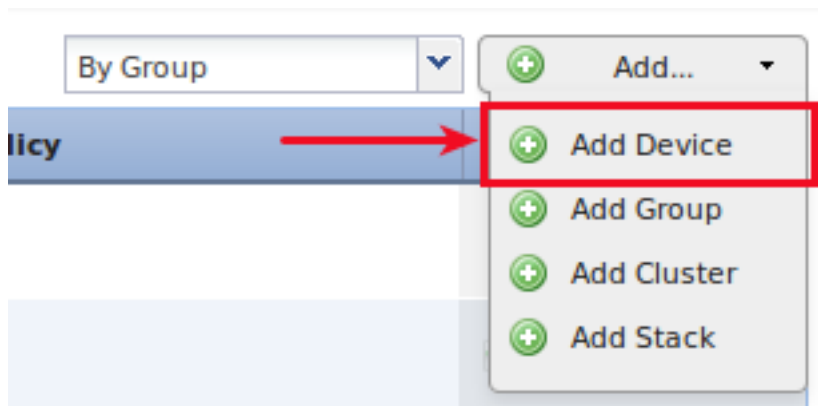 By Group
Add...
licy
Add Device
Add Group
Add Cluster
Add Stack